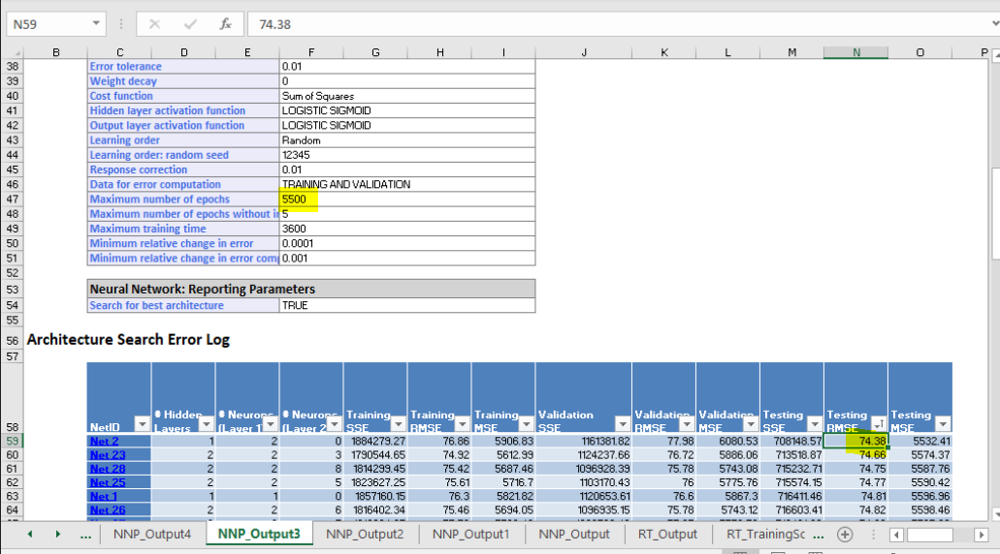 N59 fx 74.38
B C D E F G H I J K L M N O P
38 Error tolerance 0.01
39 Weight decay 0
40 Cost function Sum of Squares
41 Hidden layer activation function LOGISTIC SIGMOID
42 Output layer activation function LOGISTIC SIGMOID
43 Learning order Random
44 Learning order: random seed 12345
45 Response correction 0.01
46 Data for error computation TRAINING AND VALIDATION
47 Maximum number of epochs 5500
48 Maximum number of epochs without i 5
49 Maximum training time 3600
50 Minimum relative change in error 0.0001
51 Minimum relative change in error com 0.001
52
53 Neural Network: Reporting Parameters
54 Search for best architecture TRUE
55
56 Architecture Search Error Log
57
# Hidden # Neurons # Neurons Training Training Training Validation Validation Validation Testing Testing Testing
58 NetID Layers (Layer 1 (Layer 2 SSE RMSE MSE SSE RMSE MSE SSE RMSE MSE
59 Net 2 1 2 0 1884279.27 76.86 5906.83 1161381.82 77.98 6080.53 708148.57 74.38 5532.41
60 Net 23 2 2 3 1790544.65 74.92 5612.99 1124237.66 76.72 5886.06 713518.87 74.66 5574.37
61 Net 28 2 2 8 1814299.45 75.42 5687.46 1096928.39 75.78 5743.08 715232.71 74.75 5587.76
62 Net 25 2 2 5 1823627.25 75.61 5716.7 1103170.43 76 5775.76 715574.15 74.77 5590.42
63 Net 1 1 1 0 1857160.15 76.3 5821.82 1120653.61 76.6 5867.3 716411.46 74.81 5596.96
64 Net 26 2 2 6 1816402.34 75.46 5694.05 1096935.15 75.78 5743.12 716603.41 74.82 5598.46
... NNP_Output4 NNP_Output3 NNP_Output2 NNP_Output1 NNP_Output RT_Output RT_TrainingSc ...